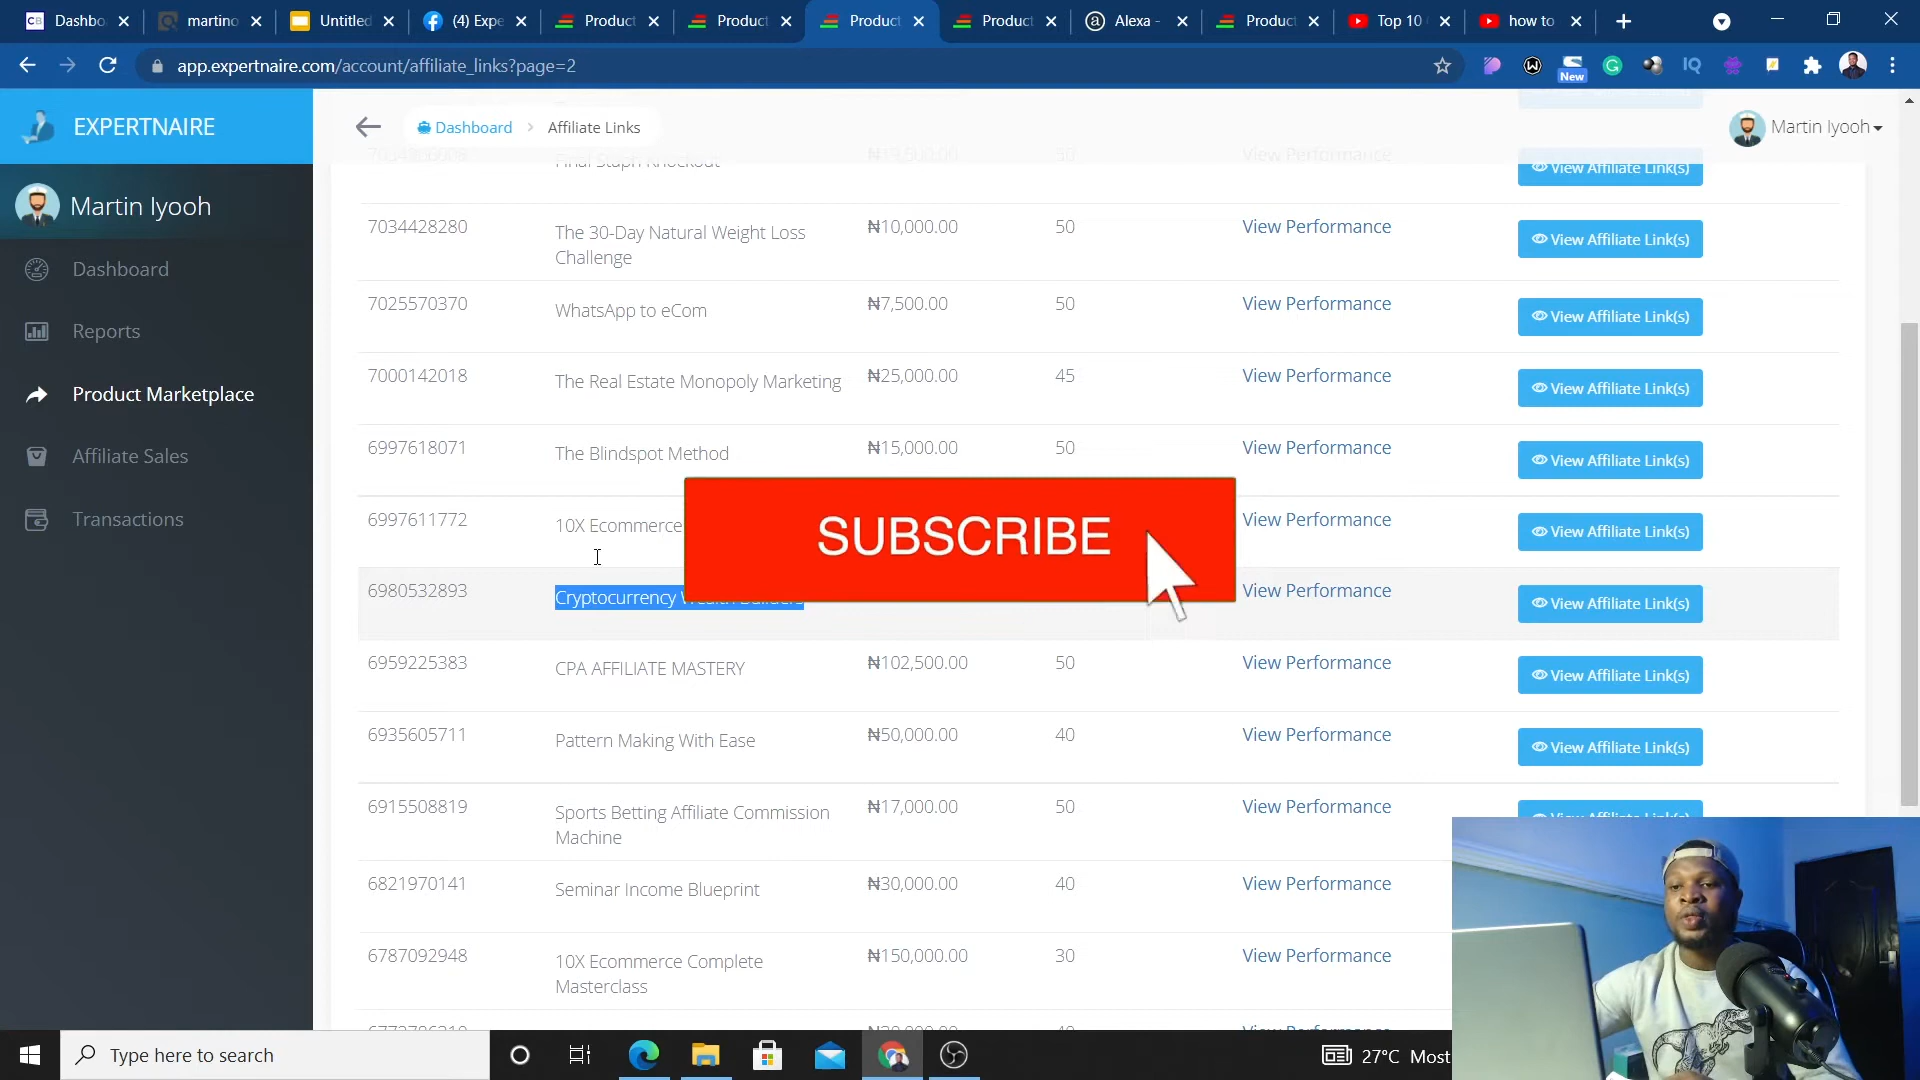 Dashbo
martino
Untitled
(4) Expe
Product
Product
Product
Product
Alexa -
Product
Top 10
how to
app.expertnaire.com/account/affiliate_links?page=2
New
EXPERTNAIRE
Dashboard > Affiliate Links
Martin Iyooh
Martin Iyooh
Dashboard
Reports
Product Marketplace
Affiliate Sales
Transactions
Final Staph Knockout 50 View Performance View Affiliate Link(s)
7034428280 The 30-Day Natural Weight Loss Challenge ₦10,000.00 50 View Performance View Affiliate Link(s)
7025570370 WhatsApp to eCom ₦7,500.00 50 View Performance View Affiliate Link(s)
7000142018 The Real Estate Monopoly Marketing ₦25,000.00 45 View Performance View Affiliate Link(s)
6997618071 The Blindspot Method ₦15,000.00 50 View Performance View Affiliate Link(s)
6997611772 10X Ecommerce View Performance View Affiliate Link(s)
SUBSCRIBE
6980532893 Cryptocurrency Wealth Builders View Performance View Affiliate Link(s)
6959225383 CPA AFFILIATE MASTERY ₦102,500.00 50 View Performance View Affiliate Link(s)
6935605711 Pattern Making With Ease ₦50,000.00 40 View Performance View Affiliate Link(s)
6915508819 Sports Betting Affiliate Commission Machine ₦17,000.00 50 View Performance
6821970141 Seminar Income Blueprint ₦30,000.00 40 View Performance
6787092948 10X Ecommerce Complete Masterclass ₦150,000.00 30 View Performance
Type here to search
27°C Most